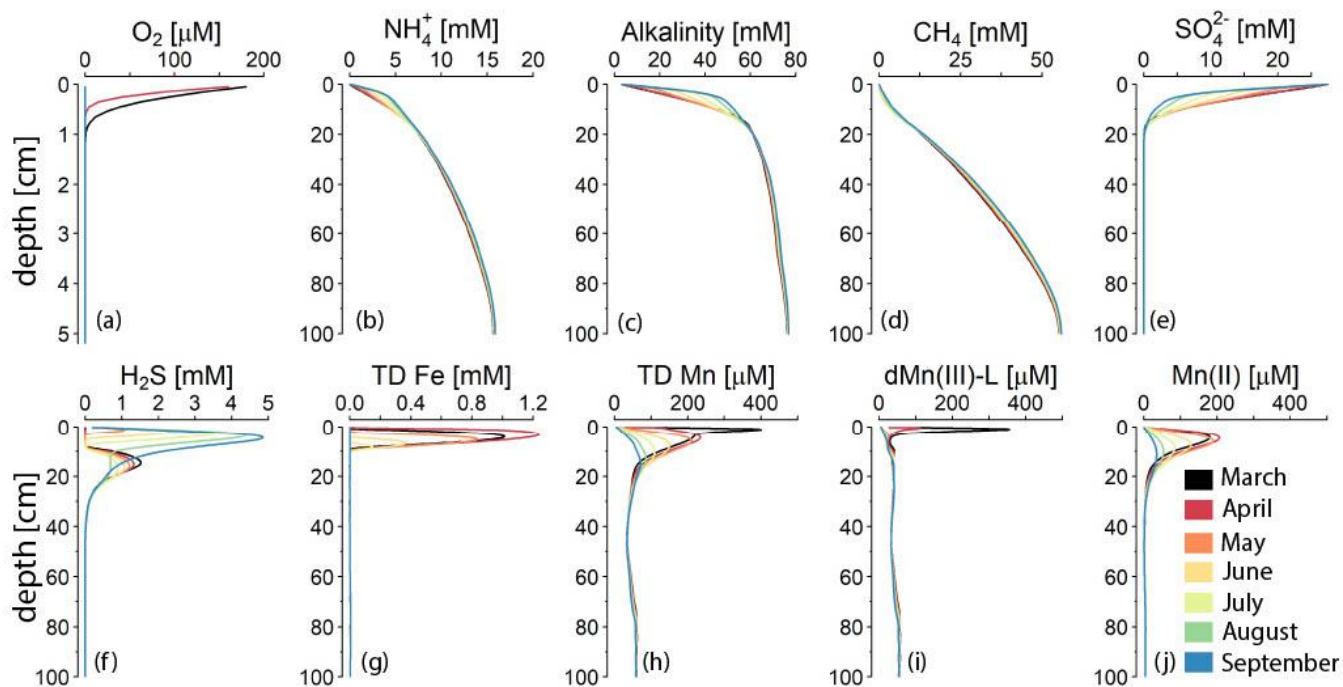 O₂ [μM]
NH₄⁺ [mM]
Alkalinity [mM]
CH₄ [mM]
SO₄²⁻ [mM]
0 100 200
0 5 10 15 20
0 20 40 60 80
0 25 50
0 10 20
depth [cm]
0
1
2
3
4
5
(a)
0
20
40
60
80
100
(b)
0
20
40
60
80
100
(c)
0
20
40
60
80
100
(d)
0
20
40
60
80
100
(e)
H₂S [mM]
TD Fe [mM]
TD Mn [μM]
dMn(III)-L [μM]
Mn(II) [μM]
0 1 2 3 4 5
0.0 0.4 0.8 1.2
0 200 400
0 200 400
0 200 400
depth [cm]
0
20
40
60
80
100
(f)
0
20
40
60
80
100
(g)
0
20
40
60
80
100
(h)
0
20
40
60
80
100
(i)
0
20
40
60
80
100
(j)
March
April
May
June
July
August
September